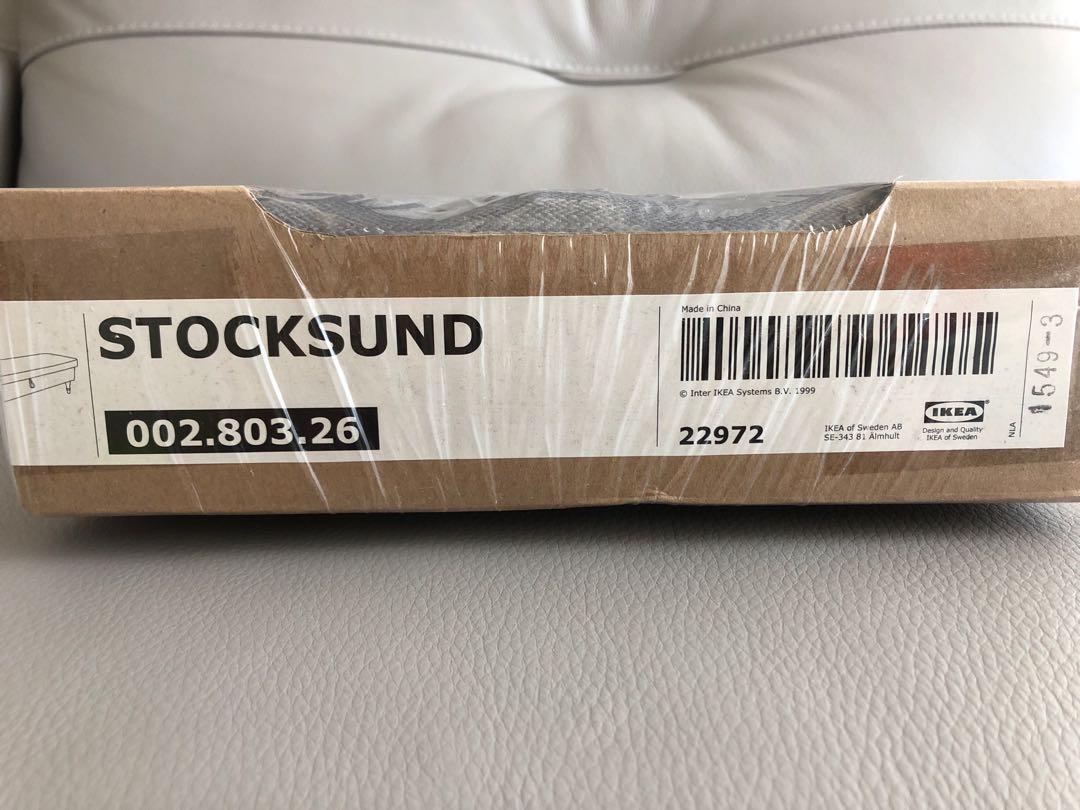 STOCKSUND
002.803.26
Made in China
© Inter IKEA Systems B.V. 1999
22972
IKEA of Sweden AB
SE-343 81 Älmhult
IKEA
Design and Quality
IKEA of Sweden
NLA
1549-3